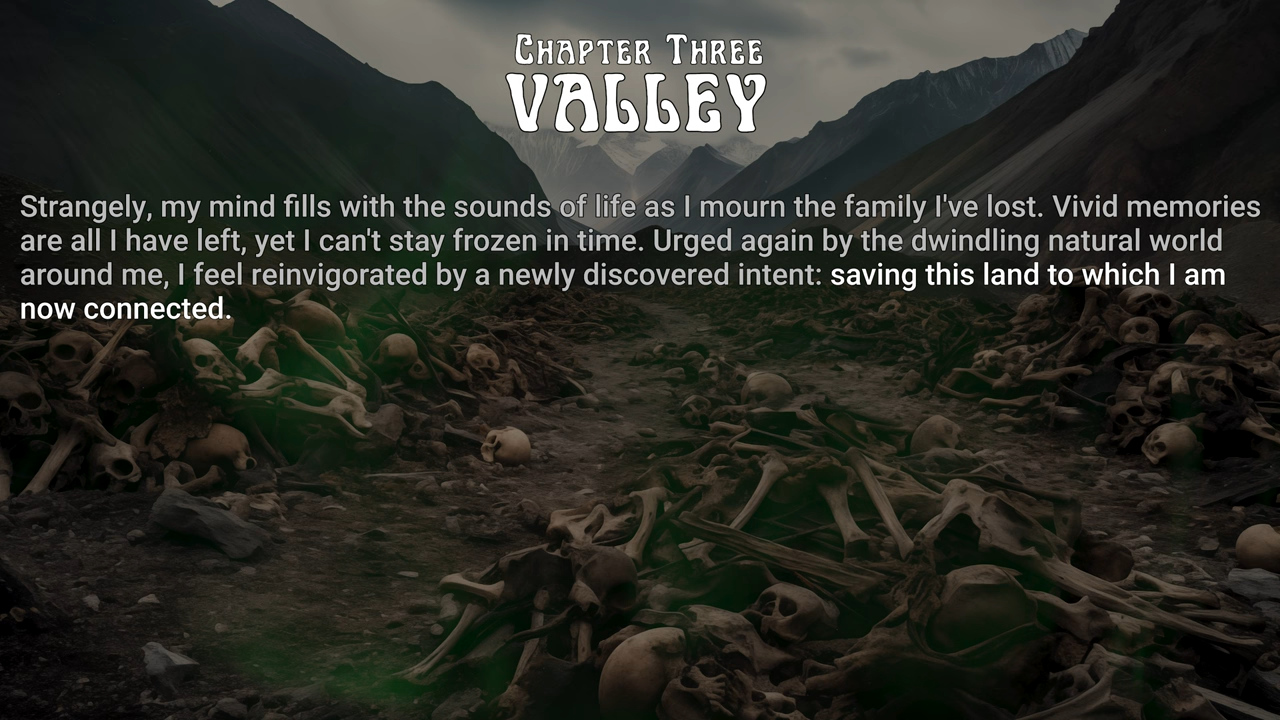 Chapter Three
VALLEY
Strangely, my mind fills with the sounds of life as I mourn the family I've lost. Vivid memories
are all I have left, yet I can't stay frozen in time. Urged again by the dwindling natural world
around me, I feel reinvigorated by a newly discovered intent: saving this land to which I am
now connected.